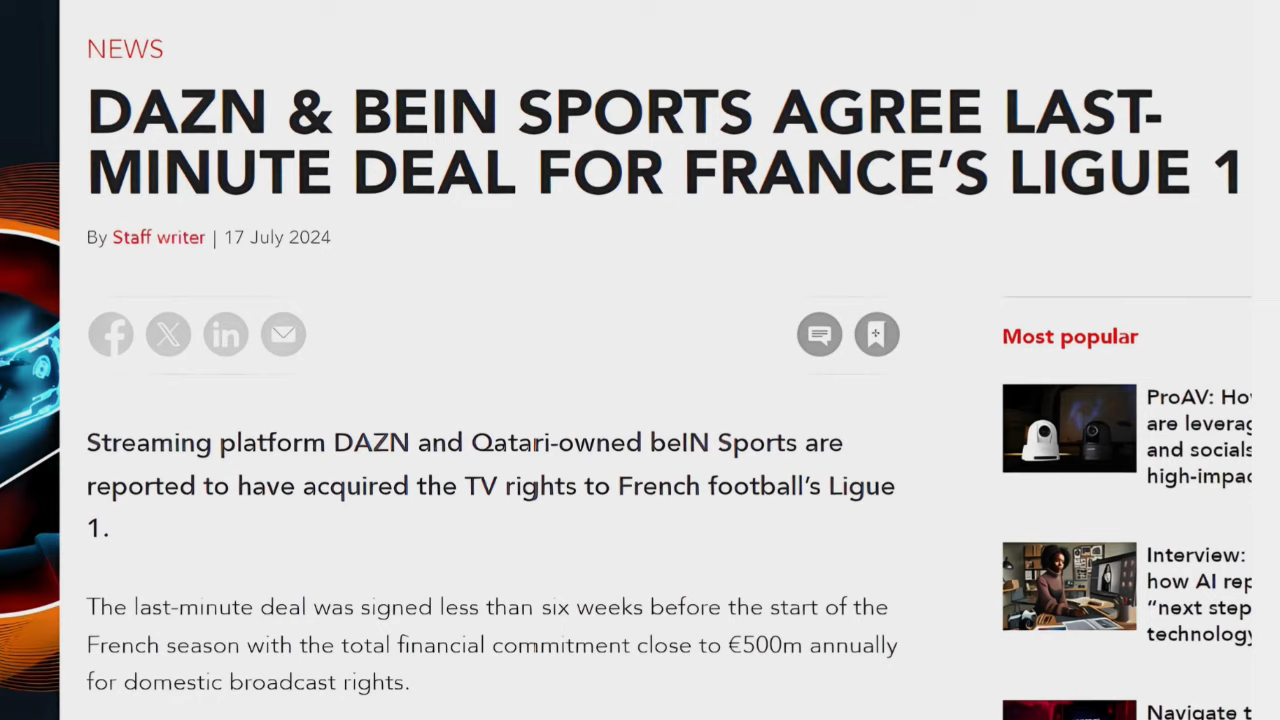 NEWS
DAZN & BEIN SPORTS AGREE LAST-
MINUTE DEAL FOR FRANCE'S LIGUE 1
By Staff writer | 17 July 2024
Most popular
ProAV: Ho
are leverag
and socials
high-impac
Streaming platform DAZN and Qatari-owned beIN Sports are
reported to have acquired the TV rights to French football's Ligue
1.
Interview:
how AI rep
"next step
technology
The last-minute deal was signed less than six weeks before the start of the
French season with the total financial commitment close to €500m annually
for domestic broadcast rights.
Navigate t